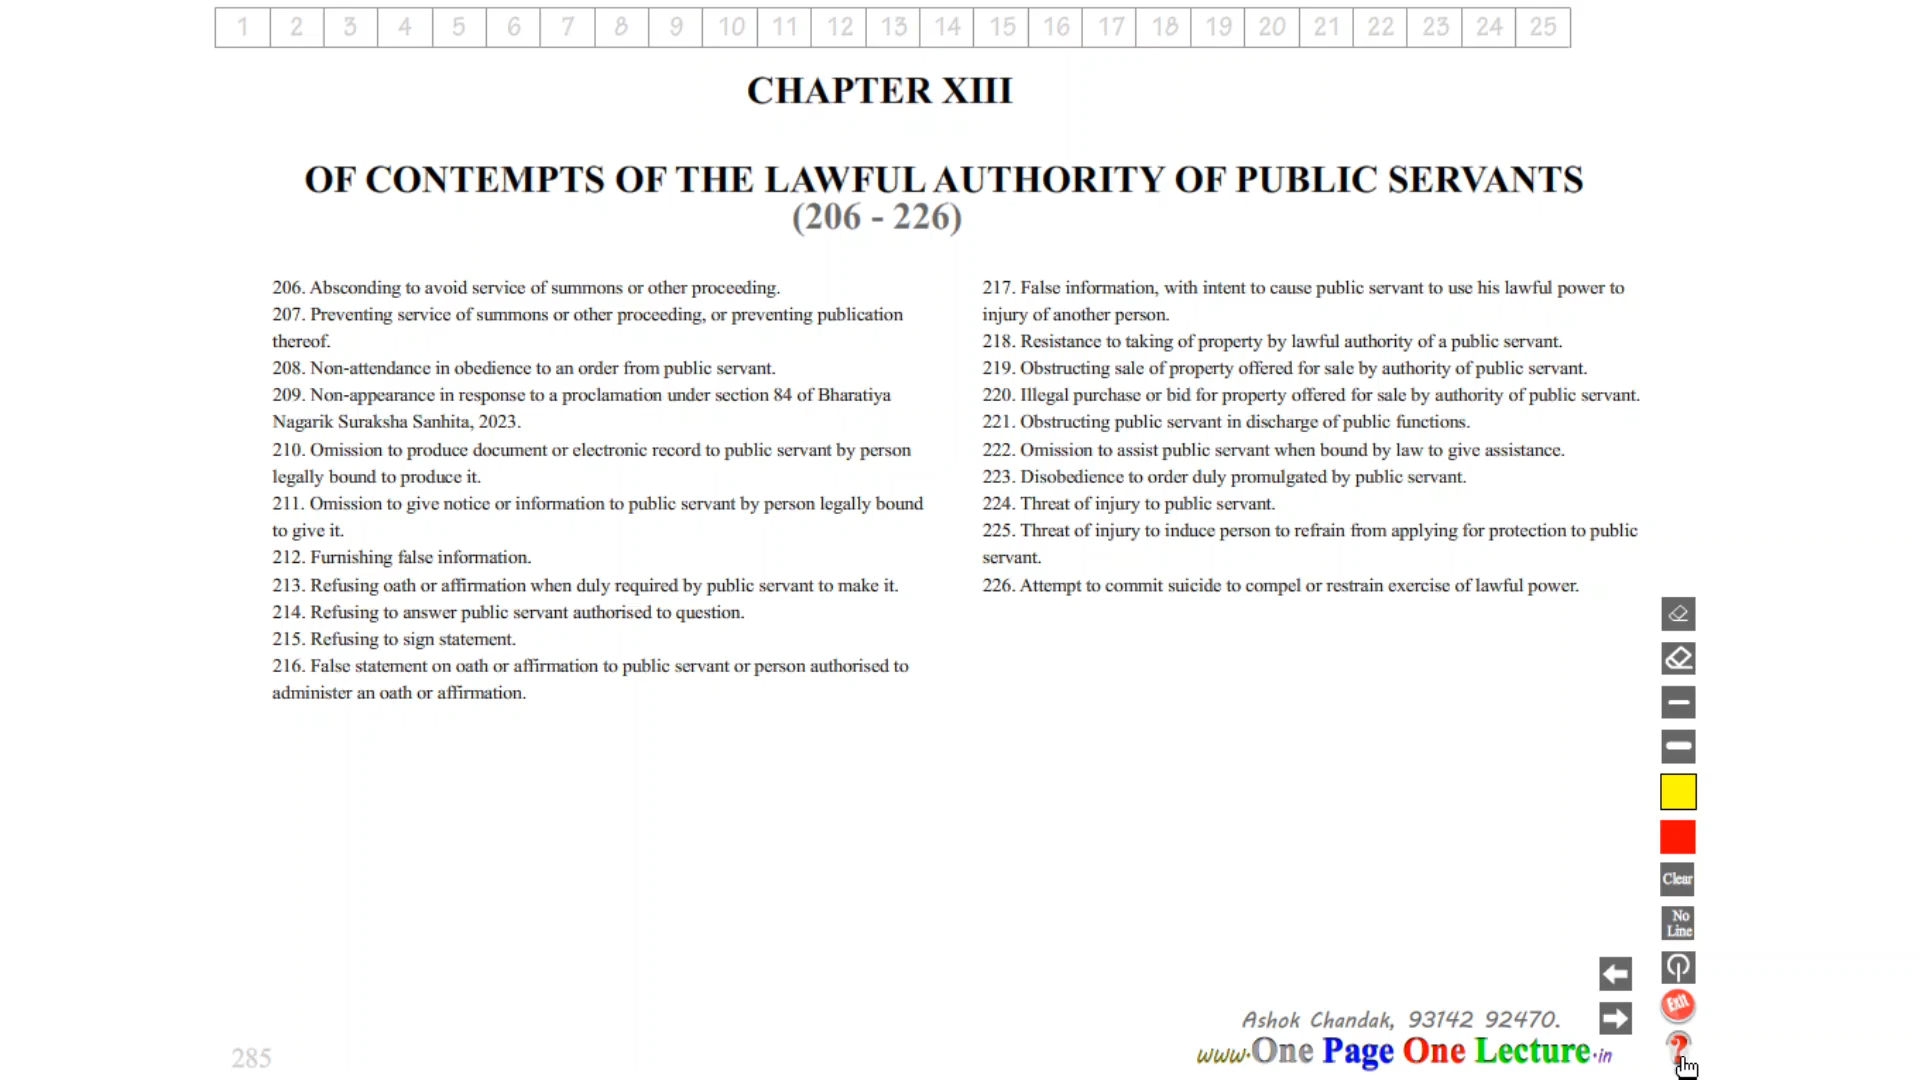 1 2 3 4 5 6 7 8 9 10 11 12 13 14 15 16 17 18 19 20 21 22 23 24 25
CHAPTER XIII
OF CONTEMPTS OF THE LAWFUL AUTHORITY OF PUBLIC SERVANTS
(206 - 226)
206. Absconding to avoid service of summons or other proceeding.
207. Preventing service of summons or other proceeding, or preventing publication
thereof.
208. Non-attendance in obedience to an order from public servant.
209. Non-appearance in response to a proclamation under section 84 of Bharatiya
Nagarik Suraksha Sanhita, 2023.
210. Omission to produce document or electronic record to public servant by person
legally bound to produce it.
211. Omission to give notice or information to public servant by person legally bound
to give it.
212. Furnishing false information.
213. Refusing oath or affirmation when duly required by public servant to make it.
214. Refusing to answer public servant authorised to question.
215. Refusing to sign statement.
216. False statement on oath or affirmation to public servant or person authorised to
administer an oath or affirmation.
217. False information, with intent to cause public servant to use his lawful power to
injury of another person.
218. Resistance to taking of property by lawful authority of a public servant.
219. Obstructing sale of property offered for sale by authority of public servant.
220. Illegal purchase or bid for property offered for sale by authority of public servant.
221. Obstructing public servant in discharge of public functions.
222. Omission to assist public servant when bound by law to give assistance.
223. Disobedience to order duly promulgated by public servant.
224. Threat of injury to public servant.
225. Threat of injury to induce person to refrain from applying for protection to public
servant.
226. Attempt to commit suicide to compel or restrain exercise of lawful power.
Clear
No
Line
Exit
?
Ashok Chandak, 93142 92470.
www.One Page One Lecture.in
285